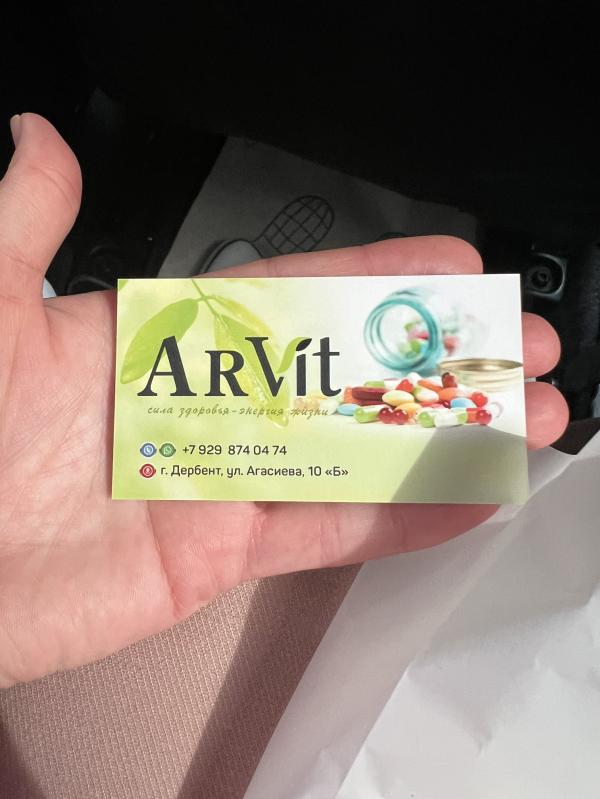 ARVit
сила здоровья-энергия жизни
+7 929 874 04 74
г. Дербент, ул. Агасиева, 10 «Б»